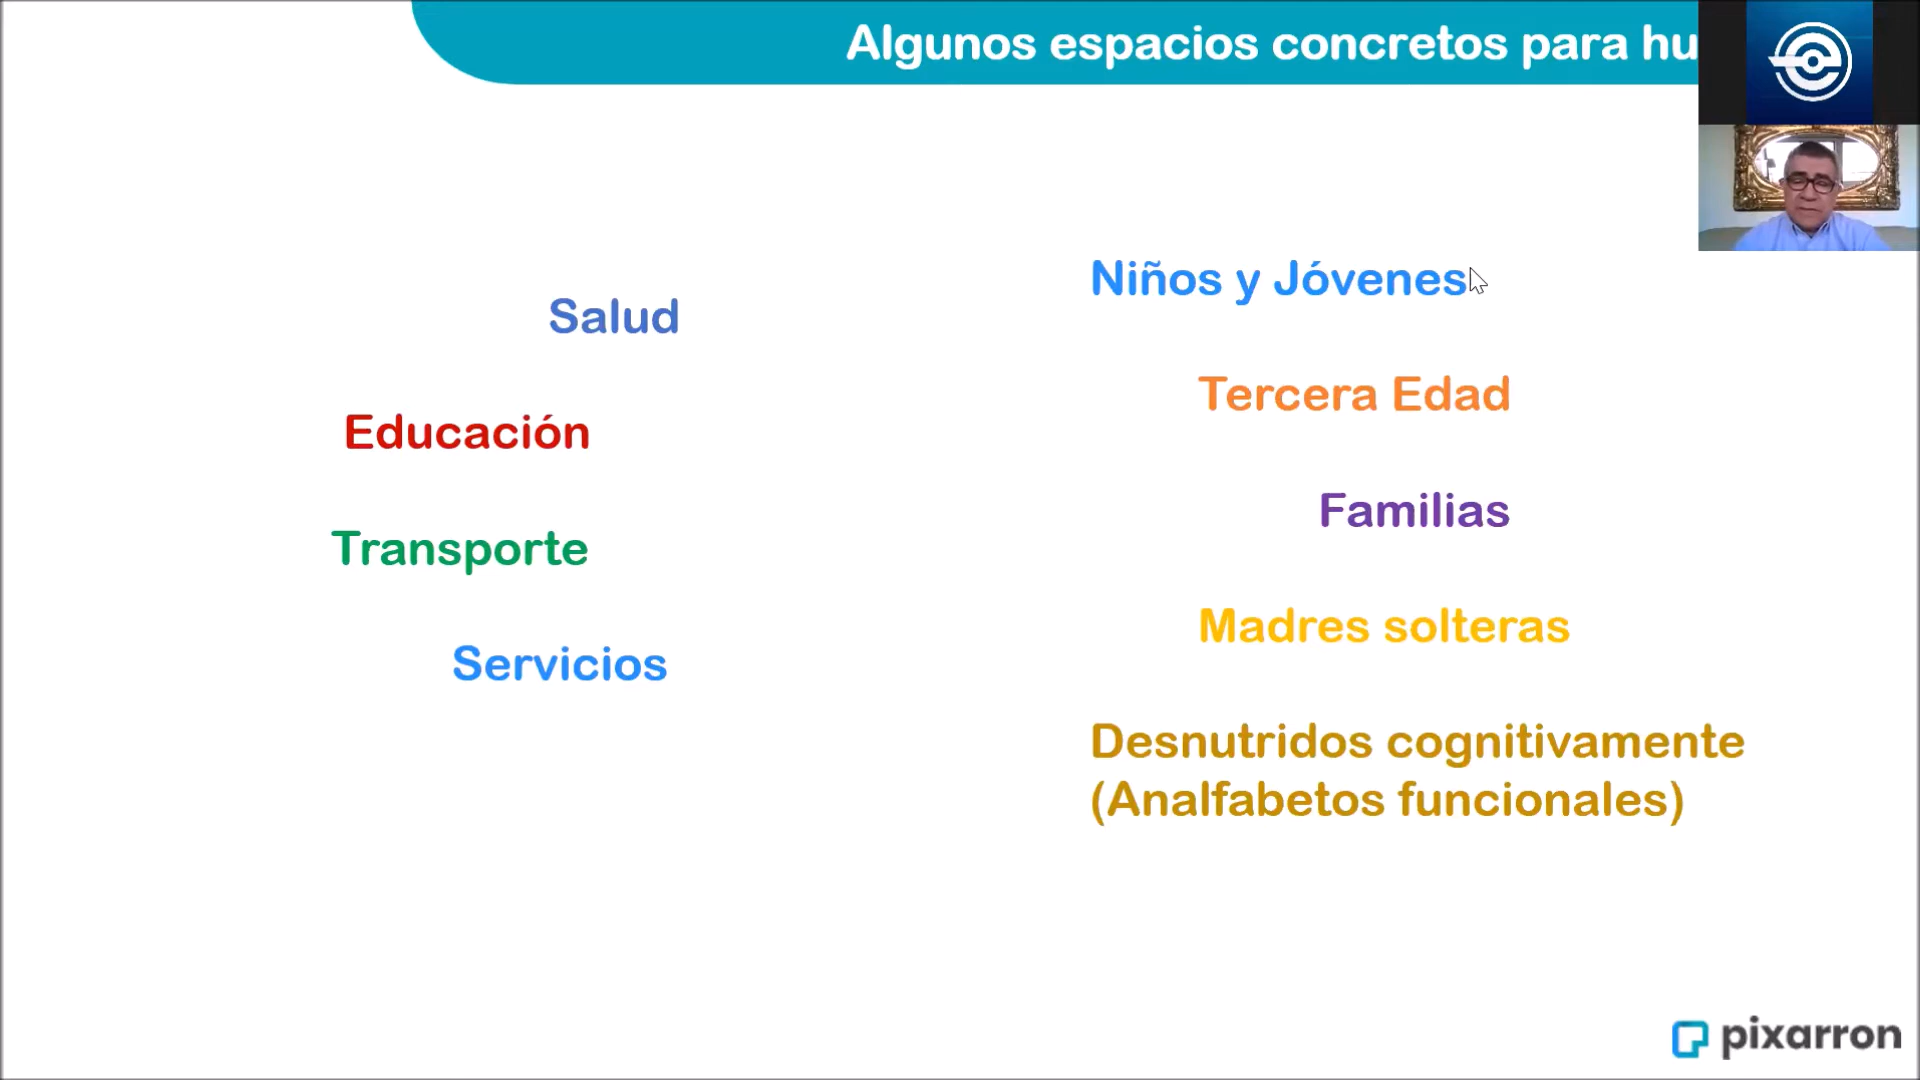 Algunos espacios concretos para hu
Salud
Educación
Transporte
Servicios
Niños y Jóvenes
Tercera Edad
Familias
Madres solteras
Desnutridos cognitivamente
(Analfabetos funcionales)
pixarron